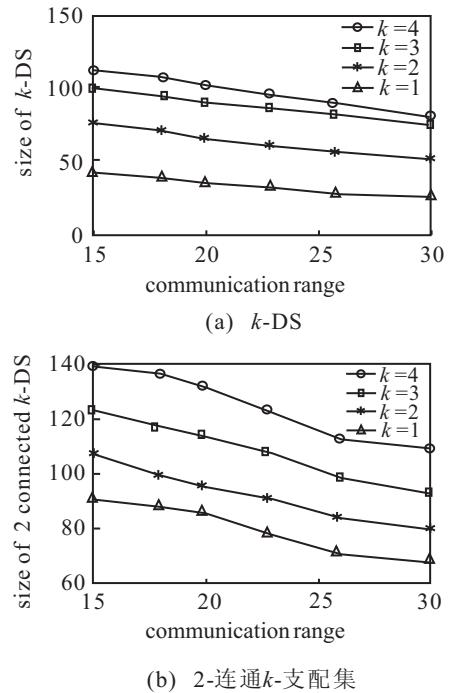 150
100
50
0
size of k-DS
k=4
k=3
k=2
k=1
15 20 25 30
communication range
(a) k-DS
140
120
100
80
60
size of 2 connected k-DS
k=4
k=3
k=2
k=1
15 20 25 30
communication range
(b) 2-连通k-支配集